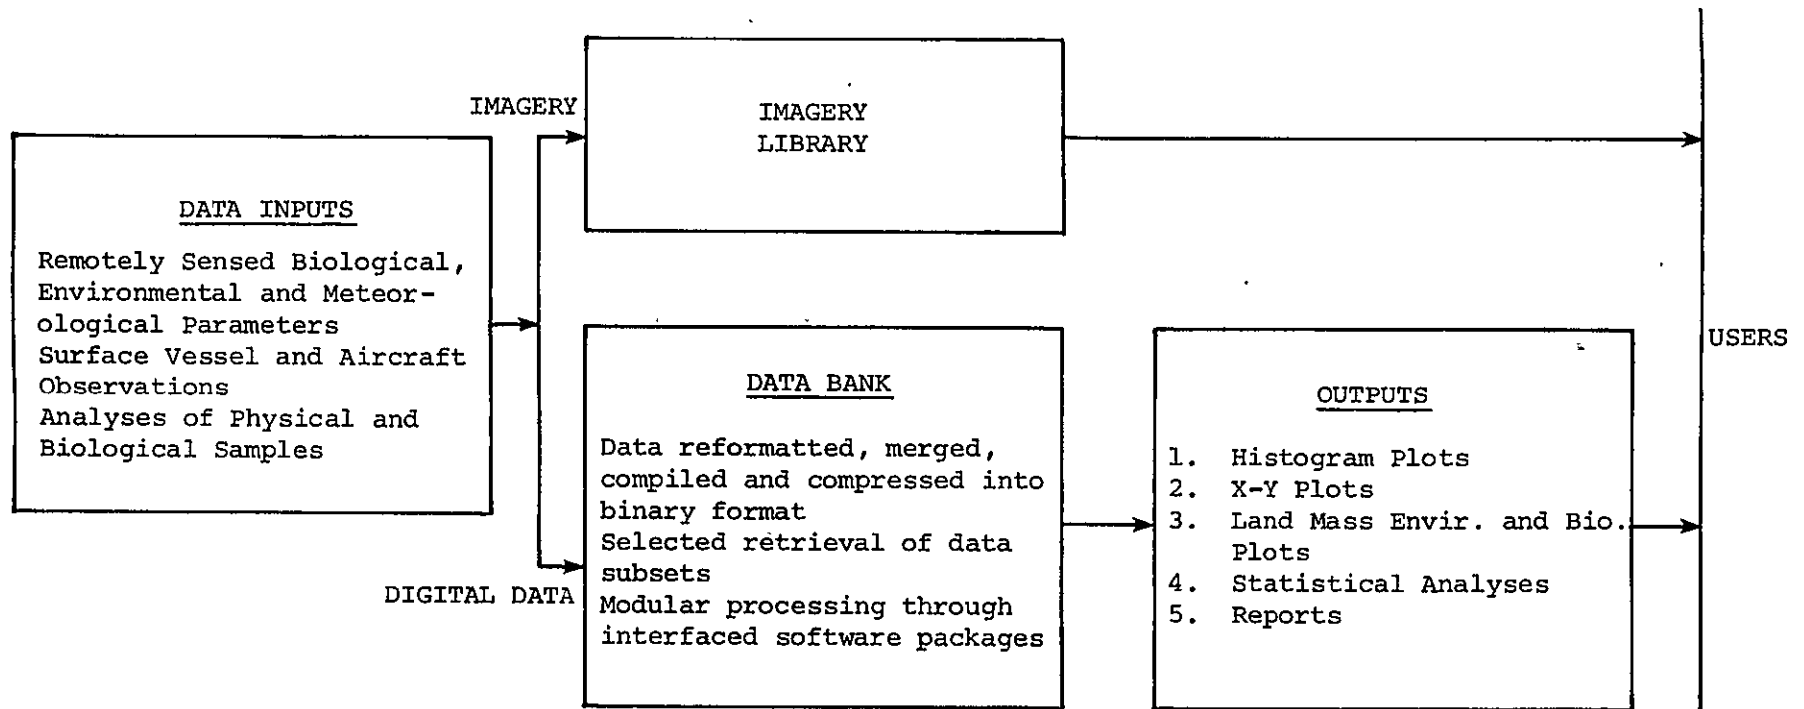 IMAGERY
IMAGERY
LIBRARY
DATA INPUTS
Remotely Sensed Biological,
Environmental and Meteor-
ological Parameters
Surface Vessel and Aircraft
Observations
Analyses of Physical and
Biological Samples
DIGITAL DATA
DATA BANK
Data reformatted, merged,
compiled and compressed into
binary format
Selected retrieval of data
subsets
Modular processing through
interfaced software packages
OUTPUTS
1. Histogram Plots
2. X-Y Plots
3. Land Mass Envir. and Bio.
Plots
4. Statistical Analyses
5. Reports
USERS